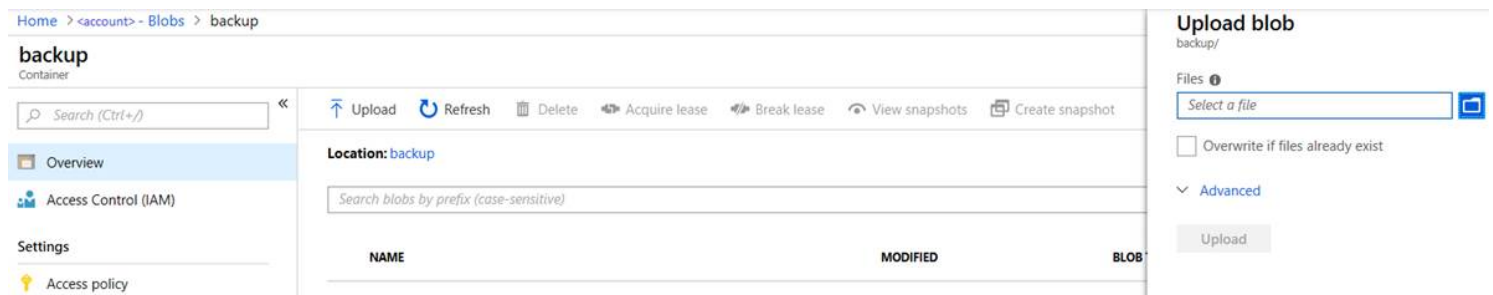 Home > <account> - Blobs > backup
backup
Container
Search (Ctrl+/)
«
Overview
Access Control (IAM)
Settings
Access policy
Upload Refresh Delete Acquire lease Break lease View snapshots Create snapshot
Location: backup
Search blobs by prefix (case-sensitive)
NAME MODIFIED BLOB
Upload blob
backup/
Files
Select a file
Overwrite if files already exist
Advanced
Upload